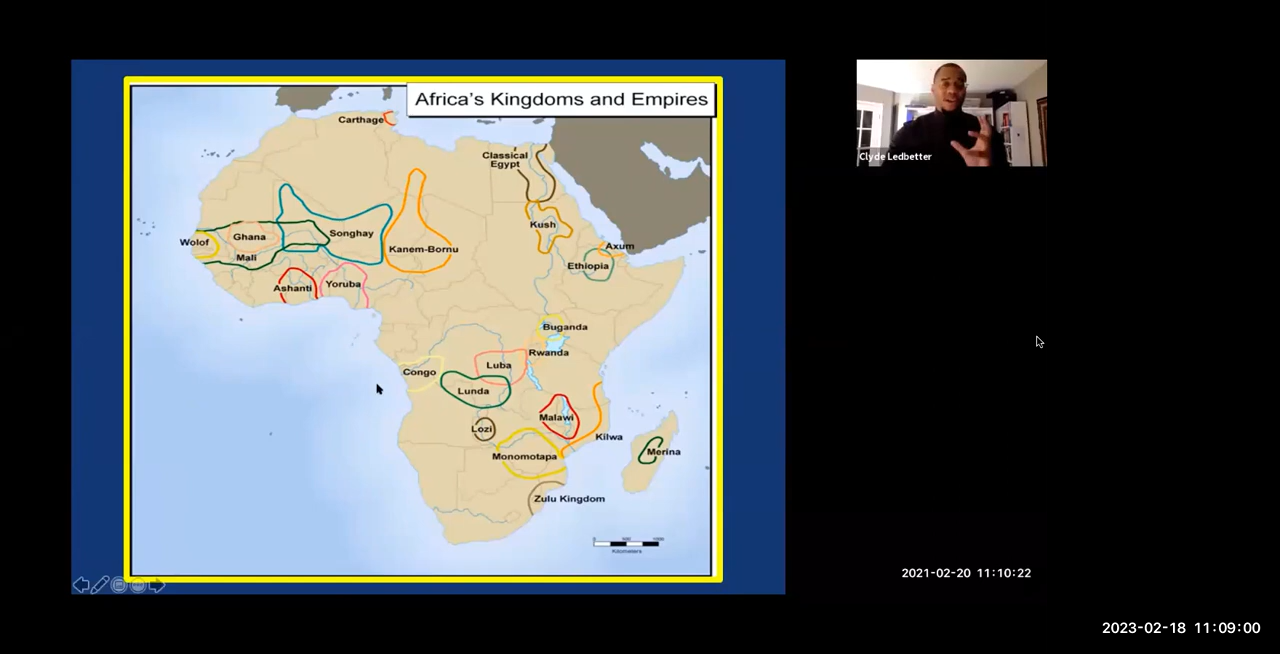 Africa's Kingdoms and Empires
Carthage
Classical
Egypt
Wolof
Ghana
Songhay
Kush
Mali
Kanem-Bornu
Axum
Ethiopia
Ashanti
Yoruba
Buganda
Rwanda
Congo
Luba
Lunda
Malawi
Lozi
Kilwa
Monomotapa
Merina
Zulu Kingdom
Kilometers
Clyde Ledbetter
2021-02-20 11:10:22
2023-02-18 11:09:00